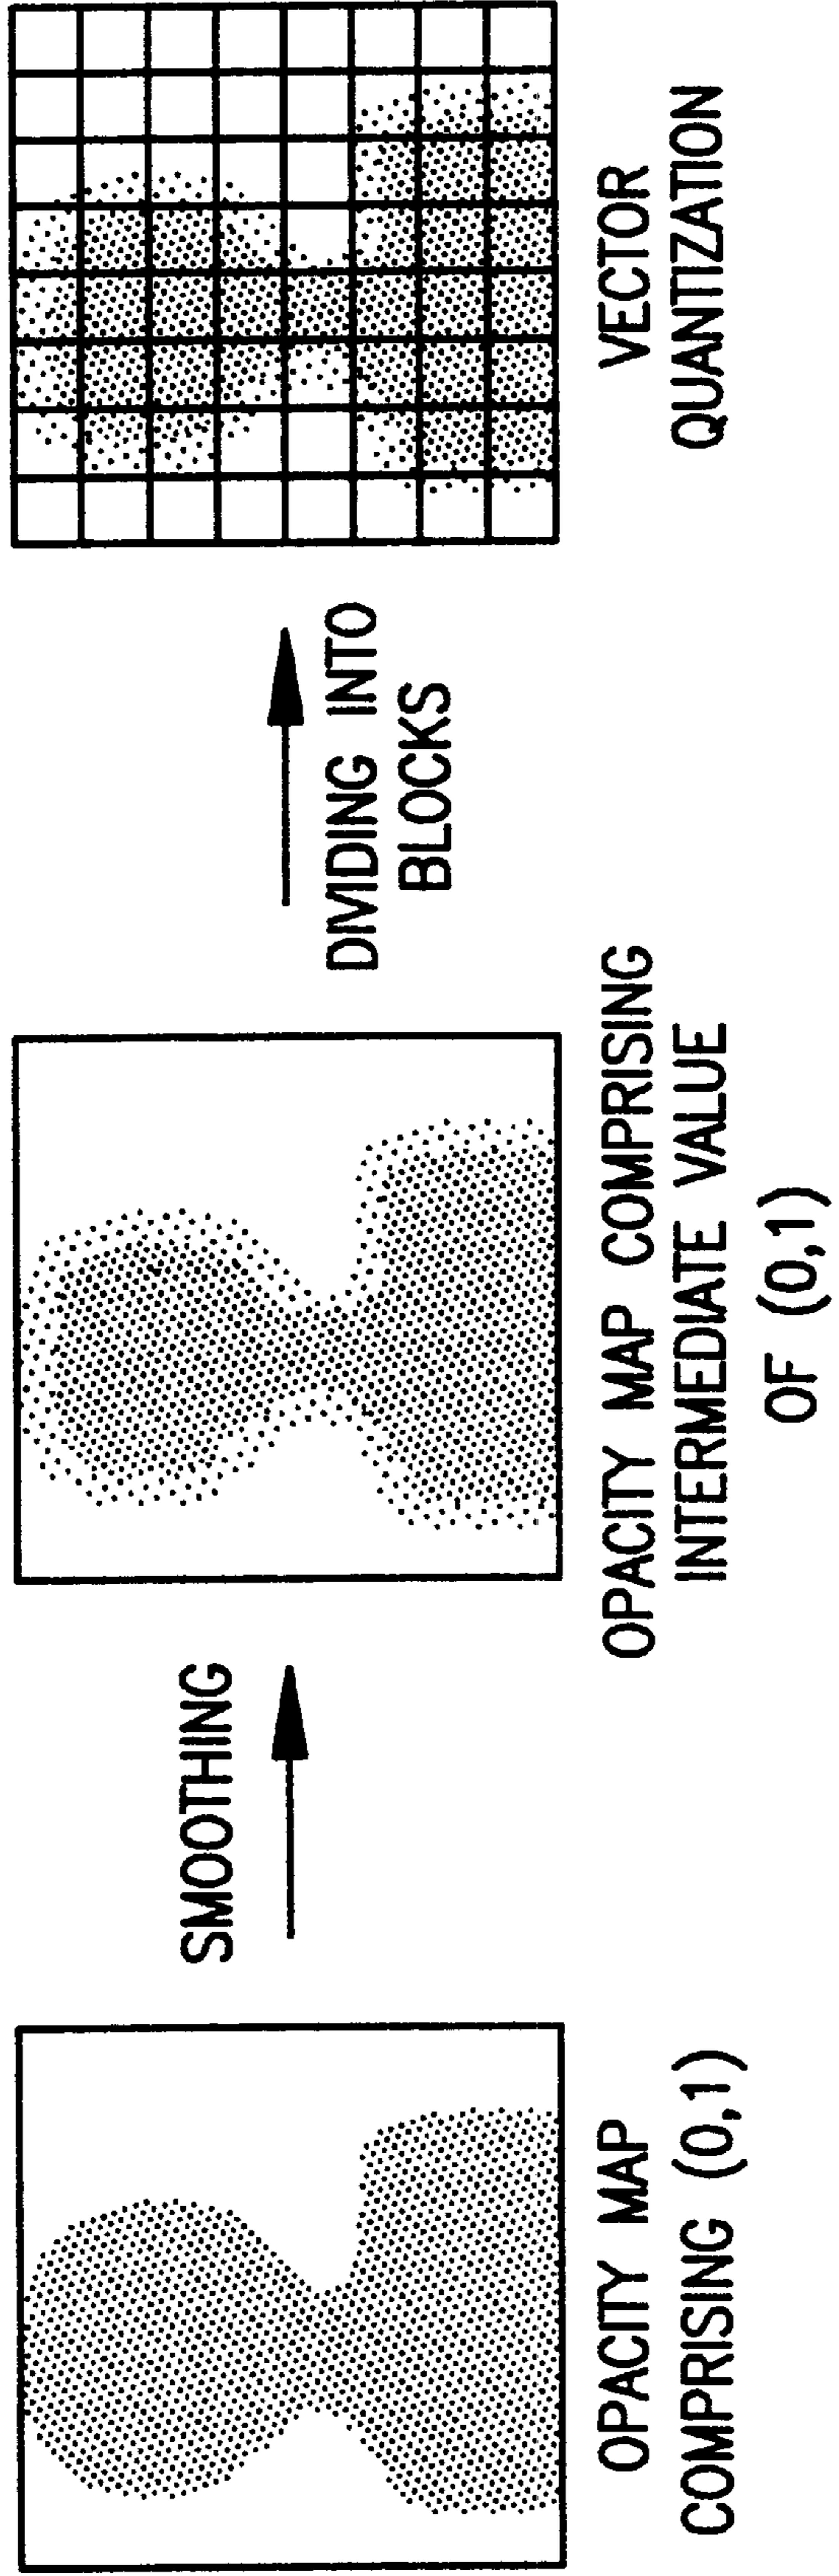 OPACITY MAP
COMPRISING (0,1)
SMOOTHING
OPACITY MAP COMPRISING
INTERMEDIATE VALUE
OF (0,1)
DIVIDING INTO
BLOCKS
VECTOR
QUANTIZATION